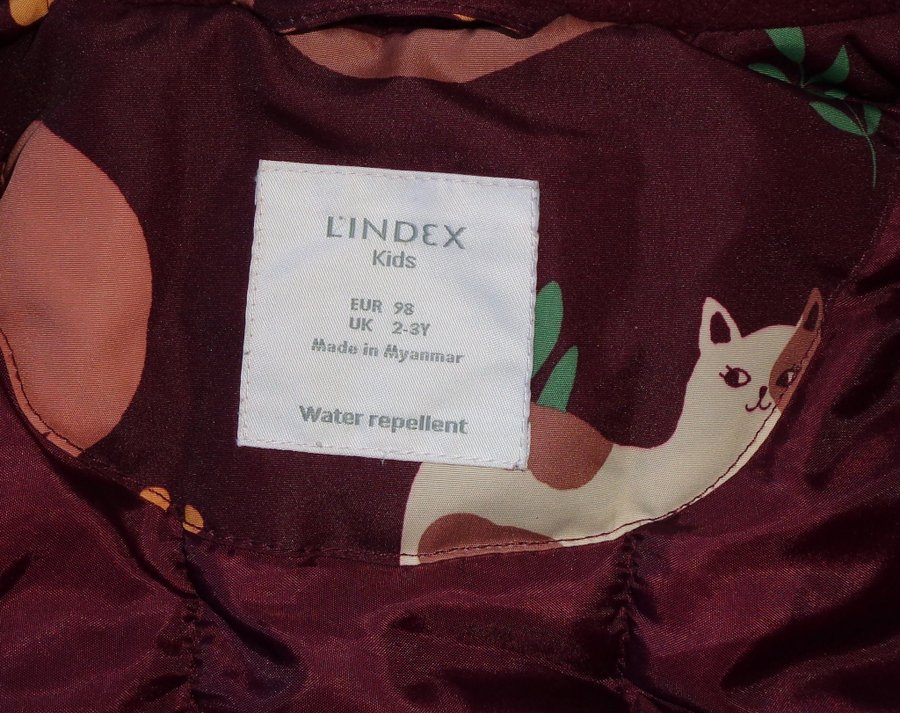 LINDEX
Kids
EUR 98
UK 2-3Y
Made in Myanmar
Water repellent